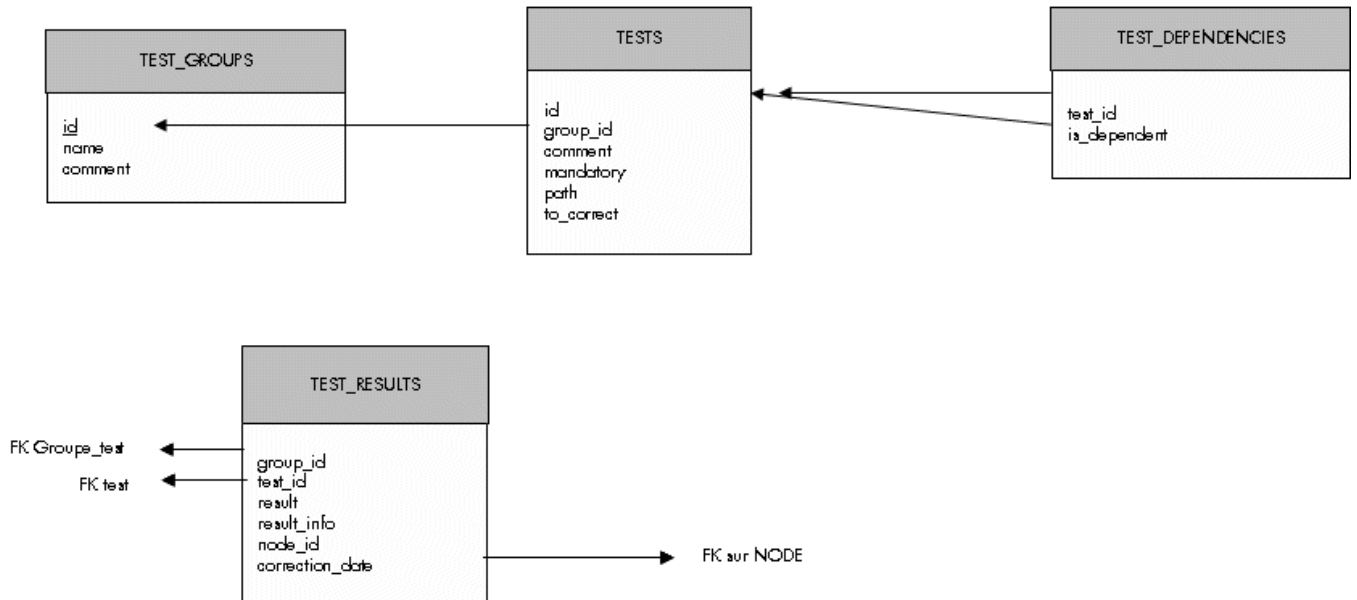 TEST_GROUPS
id
name
comment
TESTS
id
group_id
comment
mandatory
path
to_correct
TEST_DEPENDENCIES
test_id
is_dependent
TEST_RESULTS
group_id
test_id
result
result_info
node_id
correction_date
FK Groupe_test
FK test
FK sur NODE